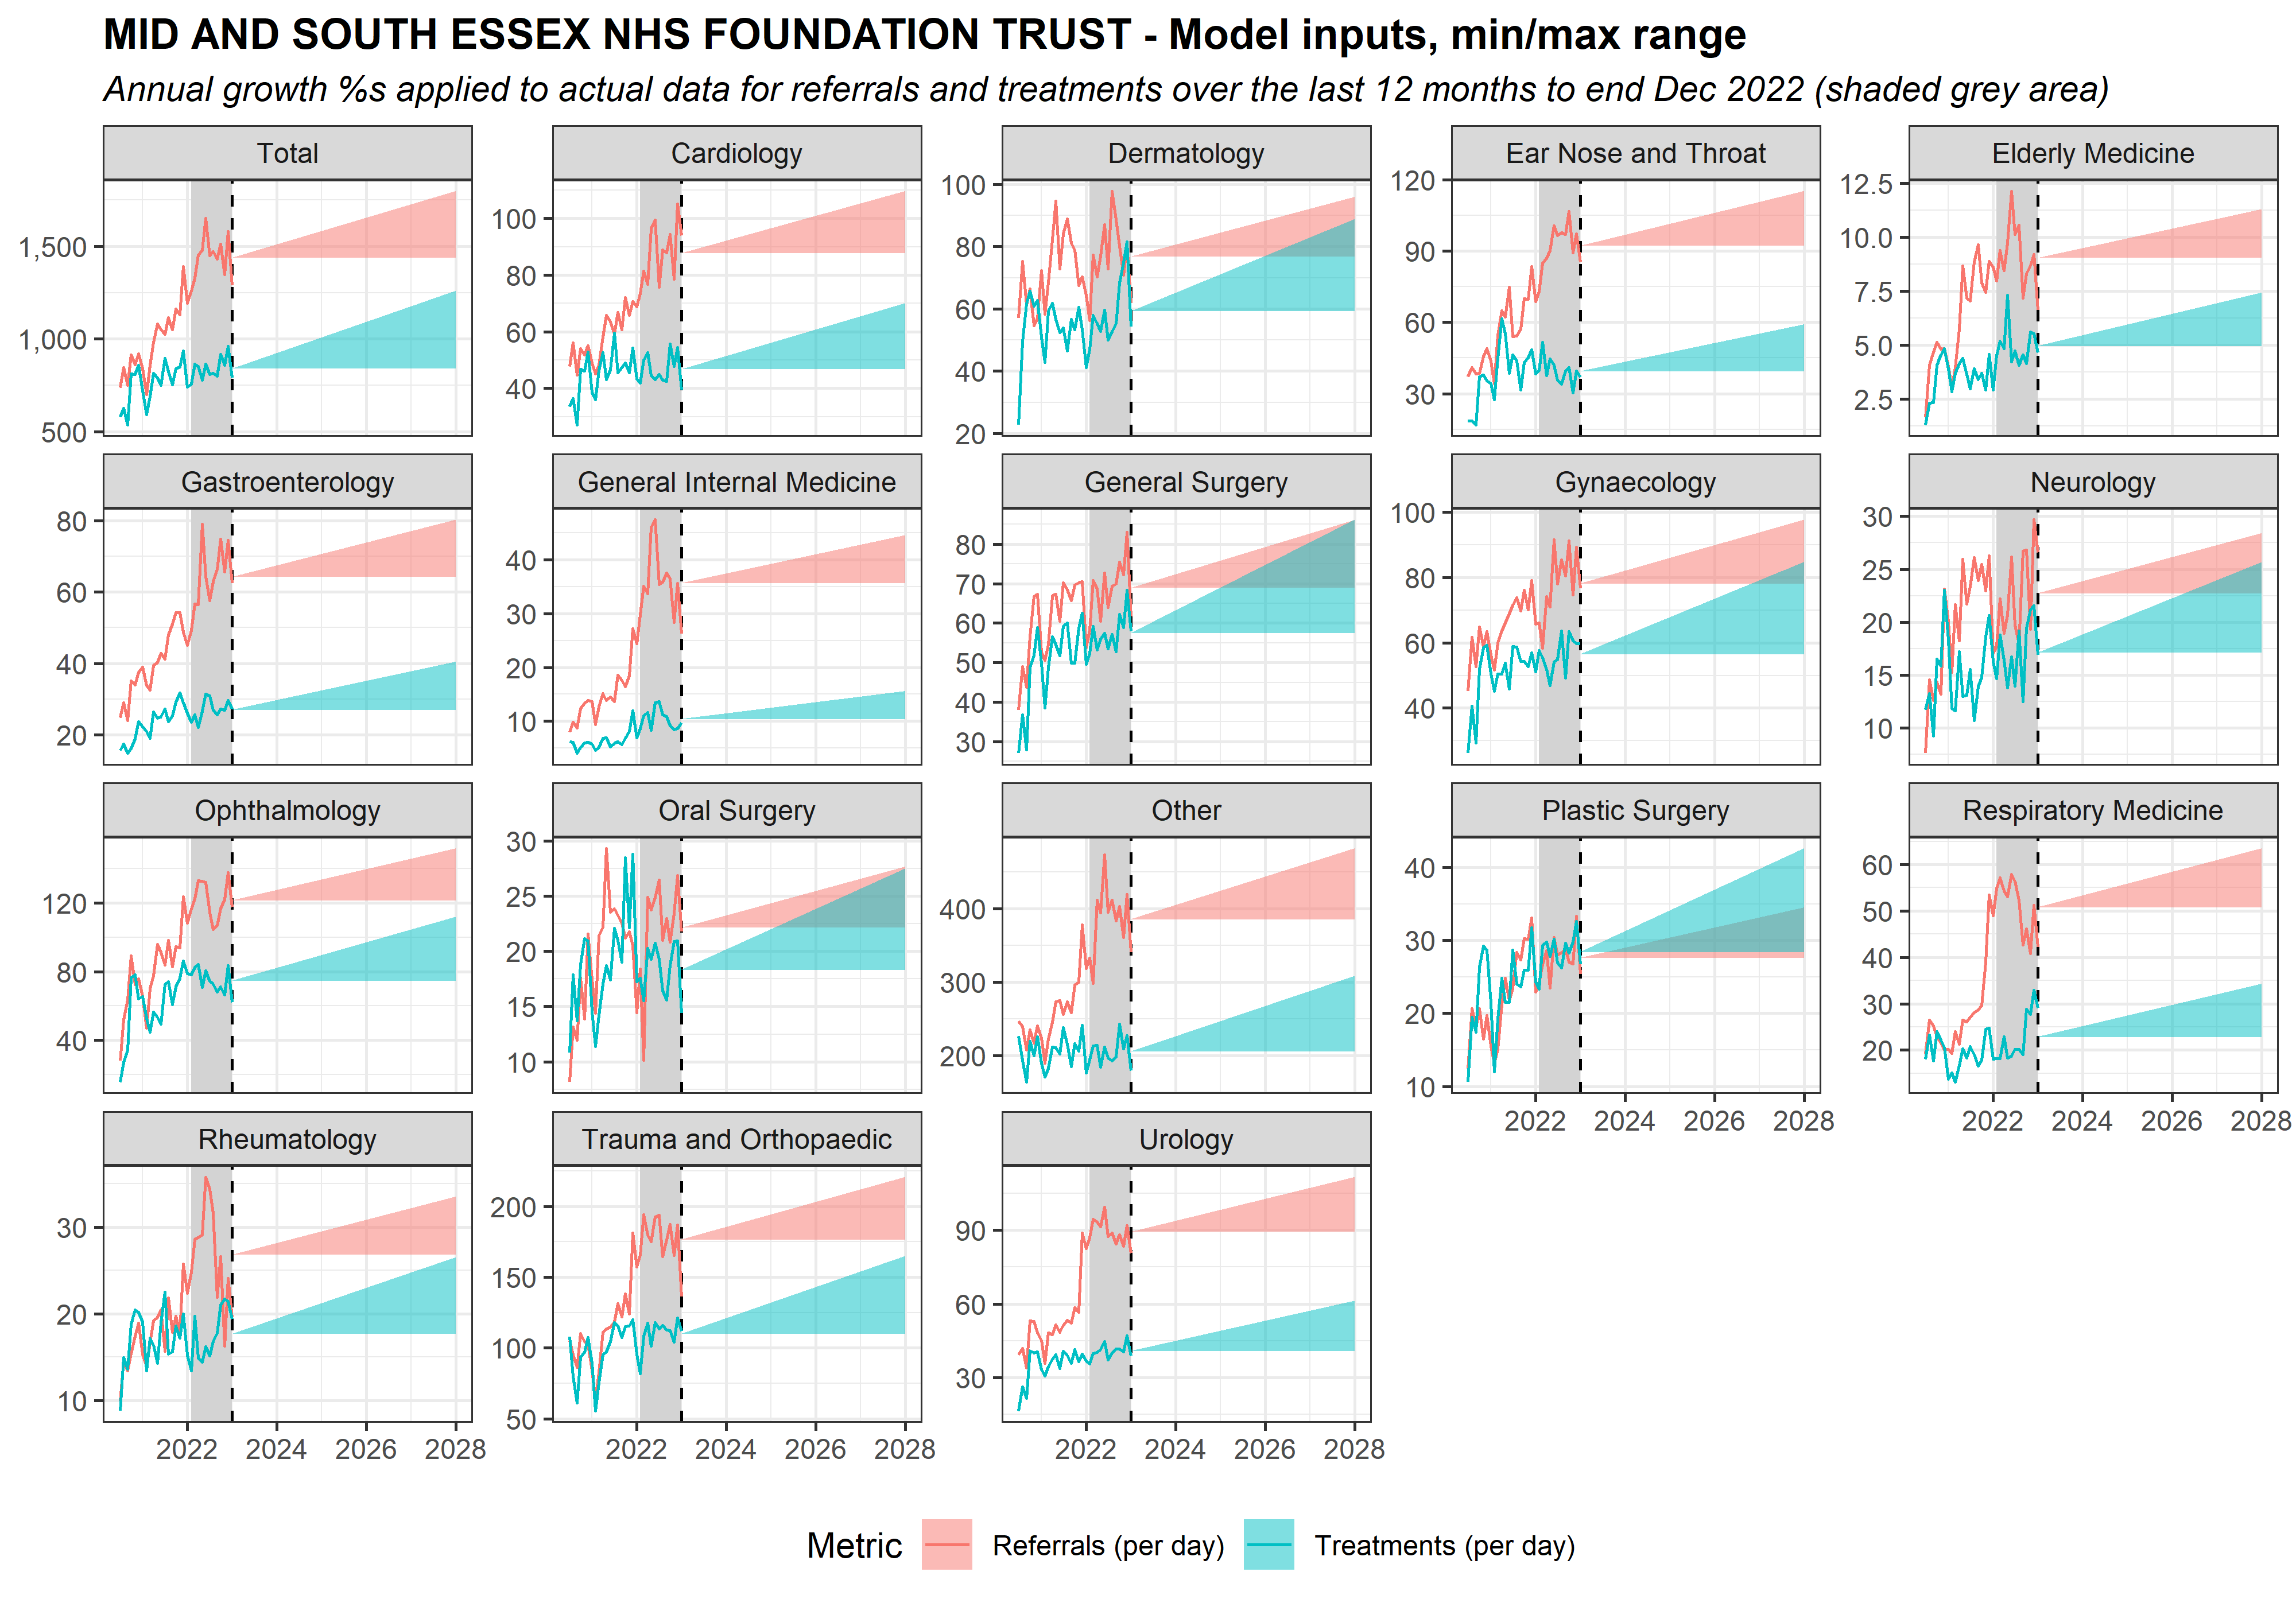 MID AND SOUTH ESSEX NHS FOUNDATION TRUST - Model inputs, min/max range
Annual growth %s applied to actual data for referrals and treatments over the last 12 months to end Dec 2022 (shaded grey area)
Total
1,500
1,000
500
Cardiology
100
80
60
40
Dermatology
100
80
60
40
20
Ear Nose and Throat
120
90
60
30
Elderly Medicine
12.5
10.0
7.5
5.0
2.5
Gastroenterology
80
60
40
20
General Internal Medicine
40
30
20
10
General Surgery
80
70
60
50
40
30
Gynaecology
100
80
60
40
Neurology
30
25
20
15
10
Ophthalmology
120
80
40
Oral Surgery
30
25
20
15
10
Other
400
300
200
Plastic Surgery
40
30
20
10
2022 2024 2026 2028
Respiratory Medicine
60
50
40
30
20
2022 2024 2026 2028
Rheumatology
30
20
10
2022 2024 2026 2028
Trauma and Orthopaedic
200
150
100
50
2022 2024 2026 2028
Urology
90
60
30
2022 2024 2026 2028
Metric Referrals (per day) Treatments (per day)